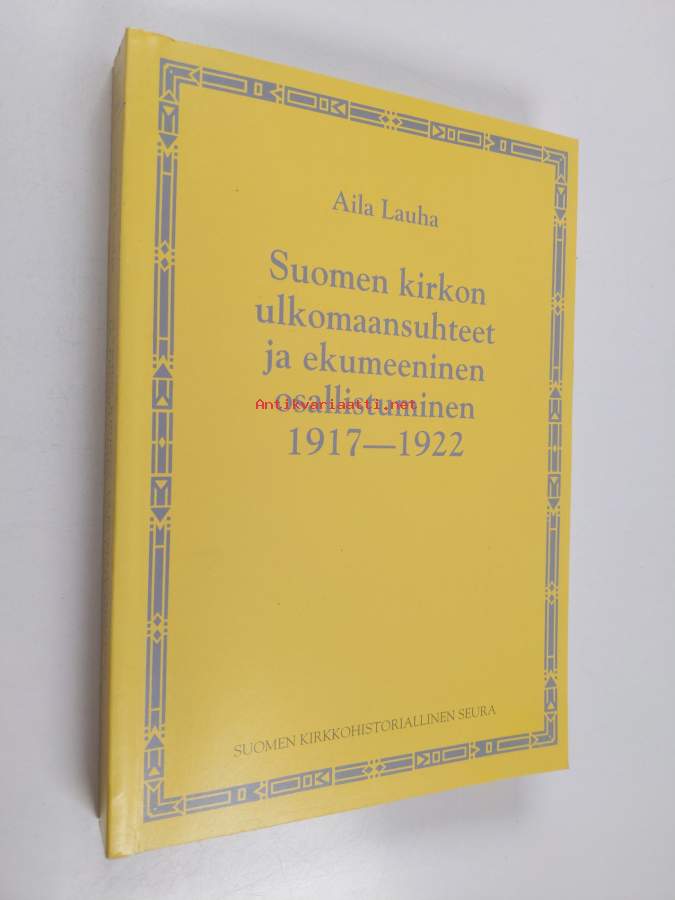 Aila Lauha
Suomen kirkon
ulkomaansuhteet
ja ekumeeninen
osallistuminen
Antikvariaatti.net
1917—1922
SUOMEN KIRKKOHISTORIALLINEN SEURA